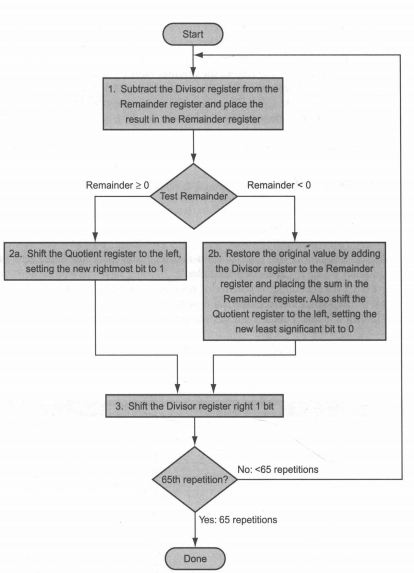 Start
1. Subtract the Divisor register from the
Remainder register and place the
result in the Remainder register
Remainder ≥ 0
Test Remainder
Remainder < 0
2a. Shift the Quotient register to the left,
setting the new rightmost bit to 1
2b. Restore the original value by adding
the Divisor register to the Remainder
register and placing the sum in the
Remainder register. Also shift the
Quotient register to the left, setting the
new least significant bit to 0
3. Shift the Divisor register right 1 bit
65th repetition?
No: <65 repetitions
Yes: 65 repetitions
Done